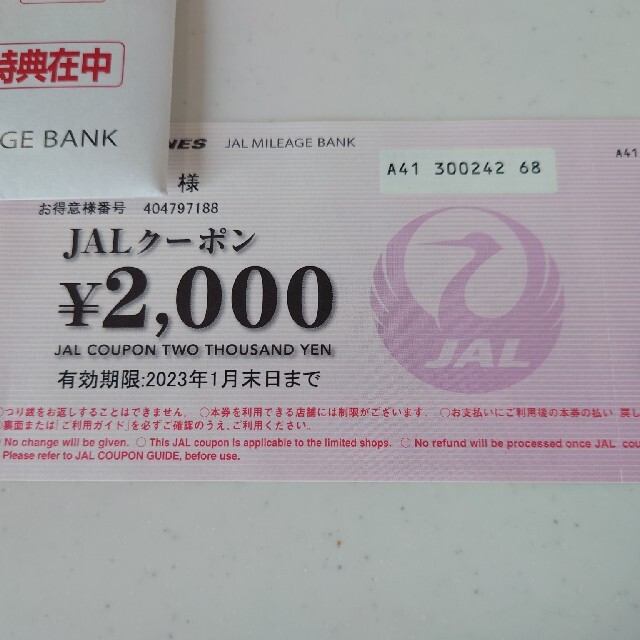 特典在中
GE BANK
NES JAL MILEAGE BANK
A41 300242 68
A41
様
お得意様番号 404797188
JALクーポン
¥2,000
JAL COUPON TWO THOUSAND YEN
有効期限:2023年1月末日まで
JAL
○つり銭をお返しすることはできません。 ○本券を利用できる店舗には制限がございます。 ○お支払いにご利用後の本券の払い 戻し
裏面または「ご利用ガイド」を必ずご確認のうえ、ご利用ください。
○ No change will be given. ○ This JAL coupon is applicable to the limited shops. ○ No refund will be processed once JAL cou
Please refer to JAL COUPON GUIDE, before use.